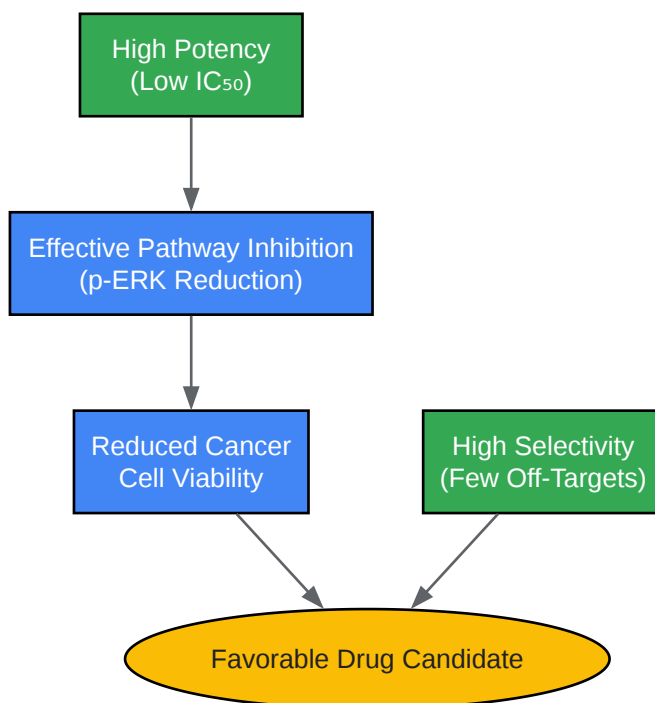 High Potency
(Low IC₅₀)
Effective Pathway Inhibition
(p-ERK Reduction)
Reduced Cancer
Cell Viability
High Selectivity
(Few Off-Targets)
Favorable Drug Candidate